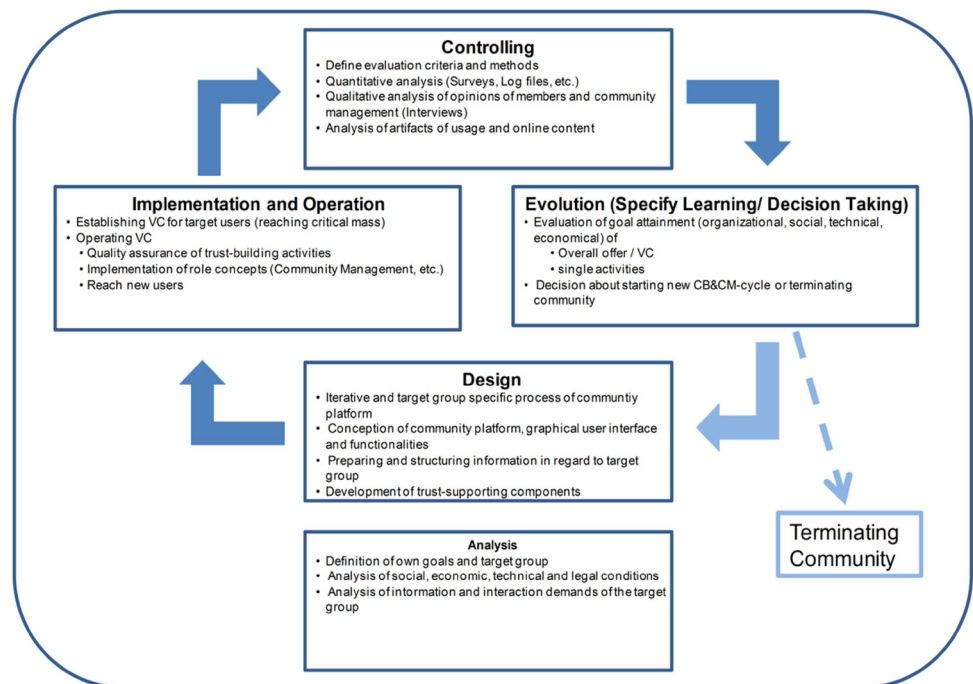 Controlling
• Define evaluation criteria and methods
• Quantitative analysis (Surveys, Log files, etc.)
• Qualitative analysis of opinions of members and community
management (Interviews)
• Analysis of artifacts of usage and online content
Implementation and Operation
• Establishing VC for target users (reaching critical mass)
• Operating VC
• Quality assurance of trust-building activities
• Implementation of role concepts (Community Management, etc.)
• Reach new users
Evolution (Specify Learning/ Decision Taking)
• Evaluation of goal attainment (organizational, social, technical,
economical) of
• Overall offer / VC
• single activities
• Decision about starting new CB&CM-cycle or terminating
community
Design
• Iterative and target group specific process of communtiy
platform
• Conception of community platform, graphical user interface
and functionalities
• Preparing and structuring information in regard to target
group
• Development of trust-supporting components
Analysis
• Definition of own goals and target group
• Analysis of social, economic, technical and legal conditions
• Analysis of information and interaction demands of the target
group
Terminating
Community